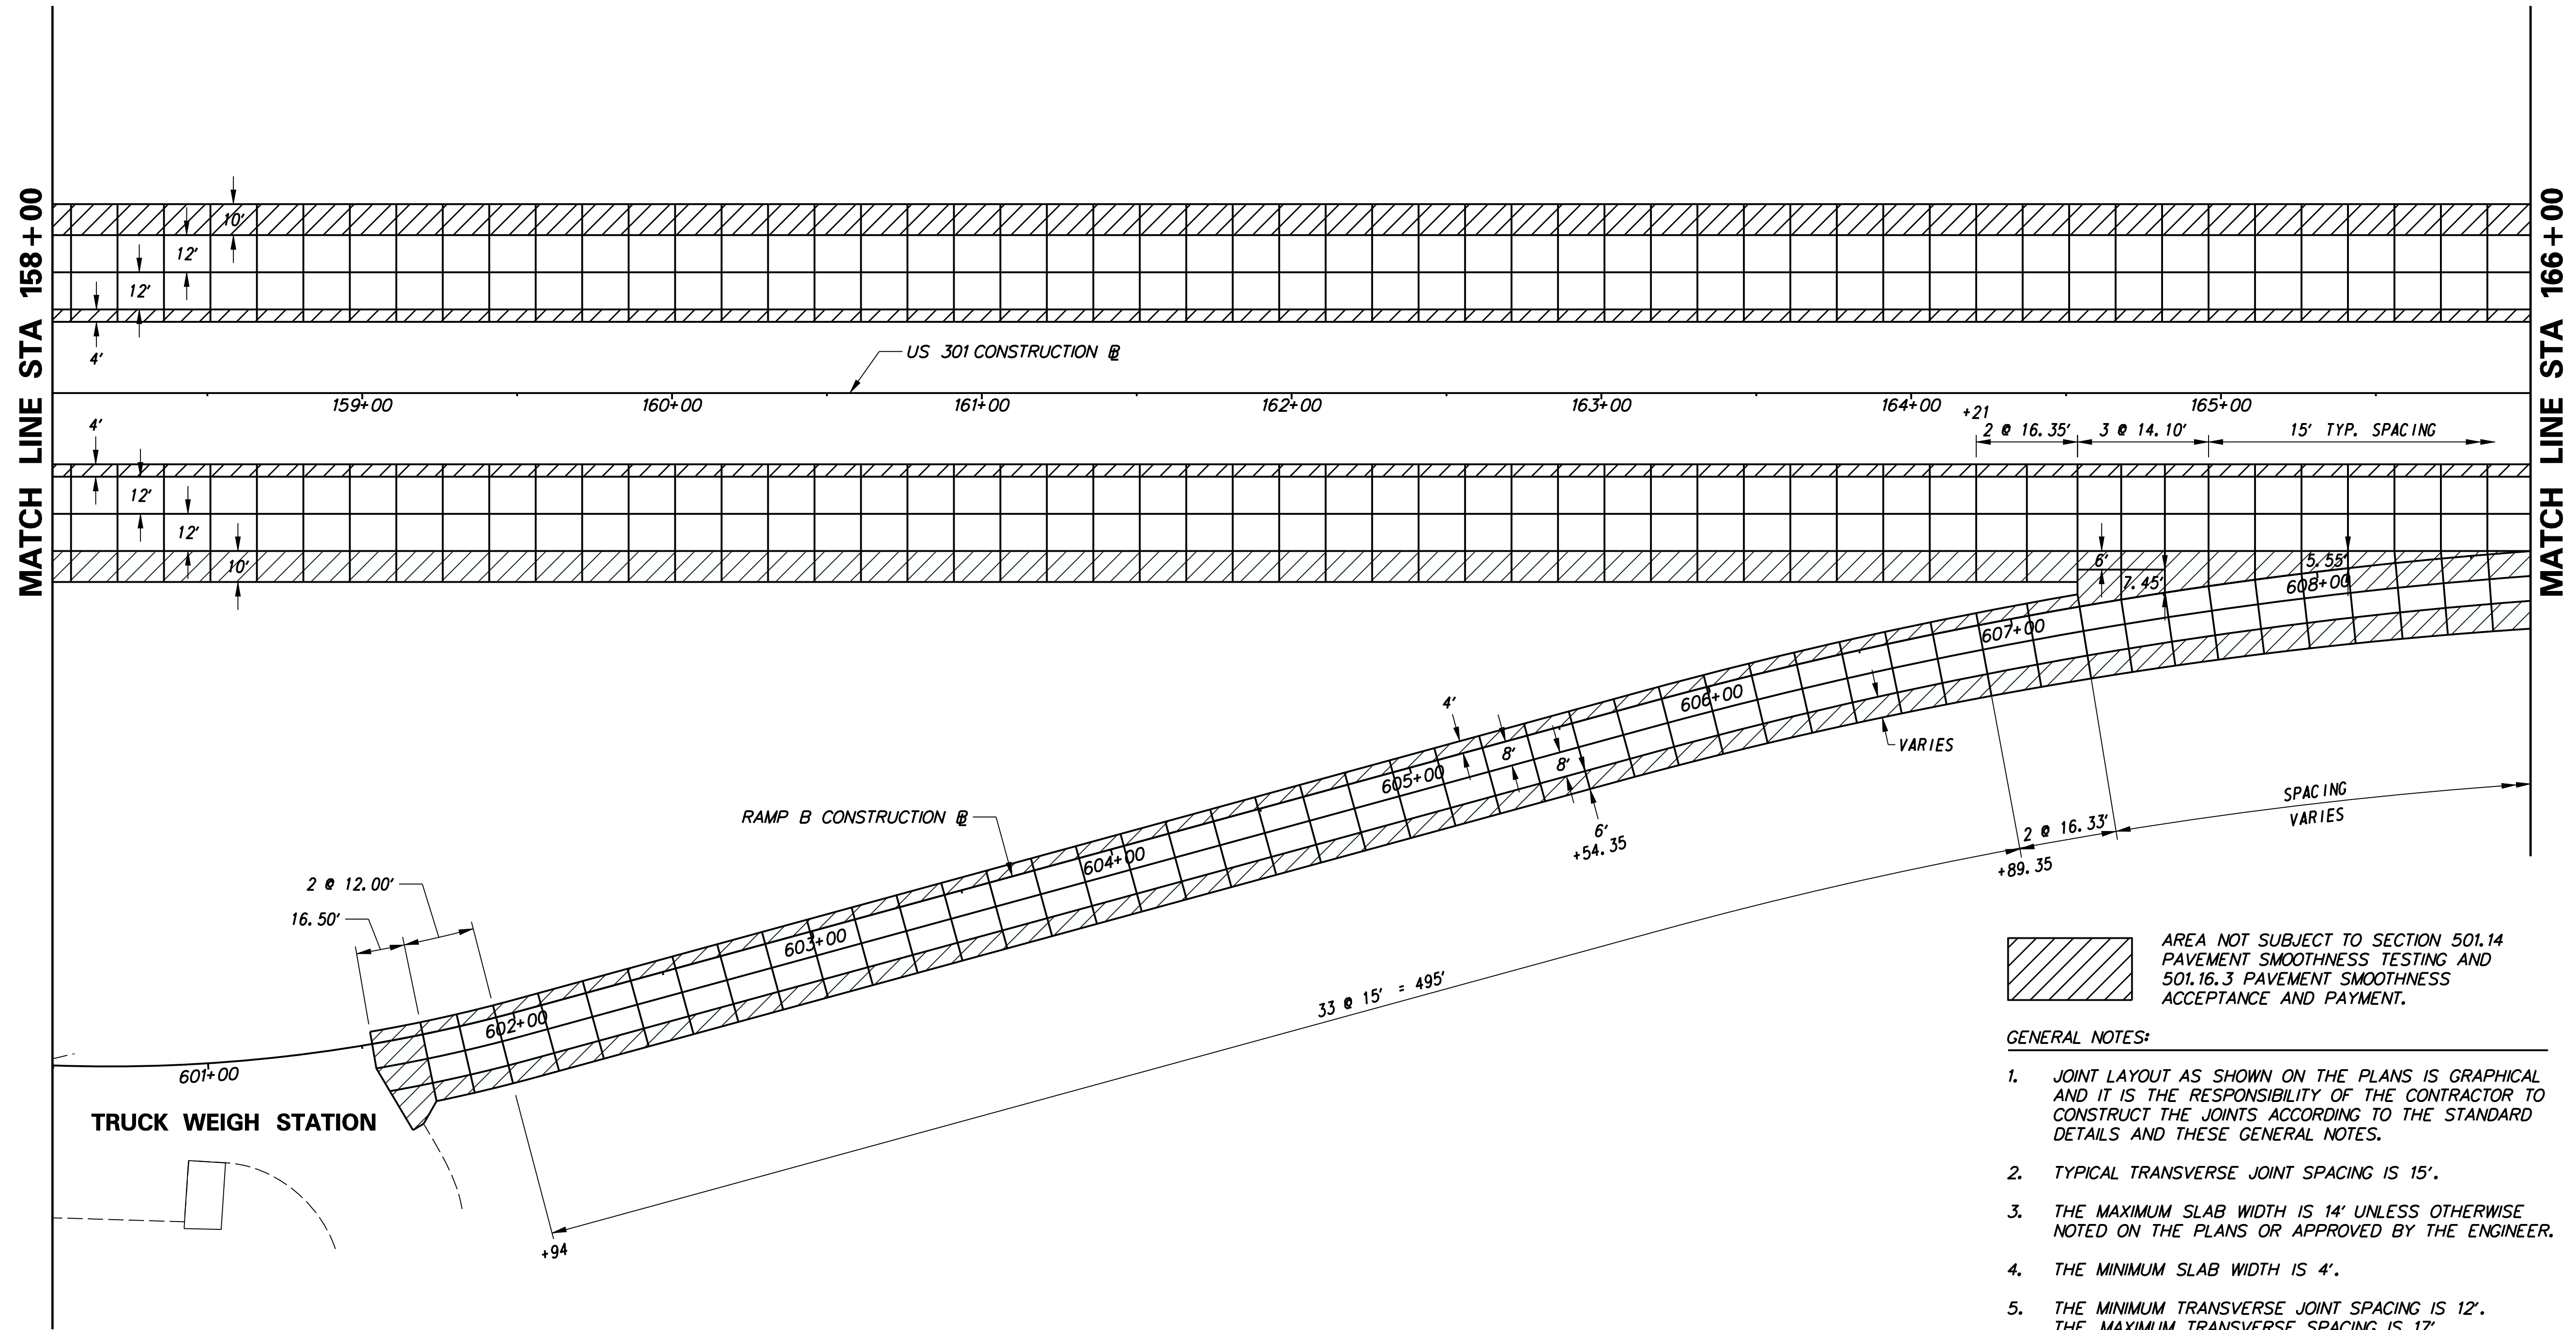 MATCH LINE STA 158+00
MATCH LINE STA 166+00
10'
12'
12'
4'
US 301 CONSTRUCTION BL
159+00
160+00
161+00
162+00
163+00
164+00
165+00
+21
2 @ 16.35'
3 @ 14.10'
15' TYP. SPACING
4'
12'
12'
10'
6'
7.45'
5.55'
608+00
607+00
606+00
605+00
604+00
603+00
602+00
601+00
4'
8'
8'
6'
+54.35
VARIES
SPACING
VARIES
2 @ 16.33'
+89.35
RAMP B CONSTRUCTION BL
2 @ 12.00'
16.50'
33 @ 15' = 495'
+94
TRUCK WEIGH STATION
AREA NOT SUBJECT TO SECTION 501.14
PAVEMENT SMOOTHNESS TESTING AND
501.16.3 PAVEMENT SMOOTHNESS
ACCEPTANCE AND PAYMENT.
GENERAL NOTES:
1. JOINT LAYOUT AS SHOWN ON THE PLANS IS GRAPHICAL
AND IT IS THE RESPONSIBILITY OF THE CONTRACTOR TO
CONSTRUCT THE JOINTS ACCORDING TO THE STANDARD
DETAILS AND THESE GENERAL NOTES.
2. TYPICAL TRANSVERSE JOINT SPACING IS 15'.
3. THE MAXIMUM SLAB WIDTH IS 14' UNLESS OTHERWISE
NOTED ON THE PLANS OR APPROVED BY THE ENGINEER.
4. THE MINIMUM SLAB WIDTH IS 4'.
5. THE MINIMUM TRANSVERSE JOINT SPACING IS 12'.
THE MAXIMUM TRANSVERSE SPACING IS 17'